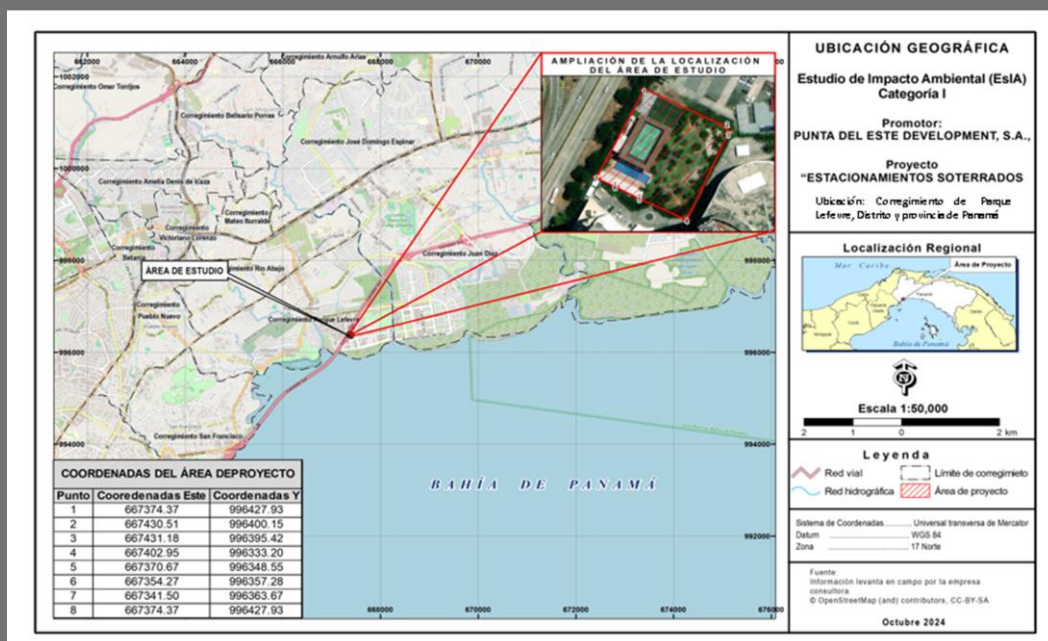 662000
664000
666000
668000
670000
1002000
1000000
998000
996000
994000
Corregimiento Arnulfo Arias
Corregimiento Omar Torrijos
Corregimiento Belisario Porras
Corregimiento José Domingo Espinar
Corregimiento Amelia Denis de Icaza
Corregimiento Mateo Iturralde
Corregimiento Victoriano Lorenzo
Corregimiento Betania
Corregimiento Pueblo Nuevo
Corregimiento Juan Díaz
Corregimiento San Francisco
ÁREA DE ESTUDIO
AMPLIACIÓN DE LA LOCALIZACIÓN
DEL ÁREA DE ESTUDIO
998000
996000
994000
992000
BAHÍA DE PANAMÁ
668000
670000
672000
674000
676000
COORDENADAS DEL ÁREA DEPROYECTO
Punto Cooredenadas Este Coordenadas Y
1 667374.37 996427.93
2 667430.51 996400.15
3 667431.18 996395.42
4 667402.95 996333.20
5 667370.67 996348.55
6 667354.27 996357.28
7 667341.50 996363.67
8 667374.37 996427.93
UBICACIÓN GEOGRÁFICA
Estudio de Impacto Ambiental (EsIA)
Categoría I
Promotor:
PUNTA DEL ESTE DEVELOPMENT, S.A.,
Proyecto
“ESTACIONAMIENTOS SOTERRADOS
Ubicación: Corregimiento de Parque
Lefevre, Distrito y provincia de Panamá
Localización Regional
Mar Caribe
Área de Proyecto
Bahía de Panamá
N
Escala 1:50,000
2 1 0 2 km
Leyenda
Red vial
Límite de corregimieto
Red hidrográfica
Área de proyecto
Sistema de Coordenadas.......... Universal transversa de Mercator
Datum .......... WGS 84
Zona .......... 17 Norte
Fuente:
Información levanta en campo por la empresa
consultora.
© OpenStreetMap (and) contributors, CC-BY-SA
Octubre 2024